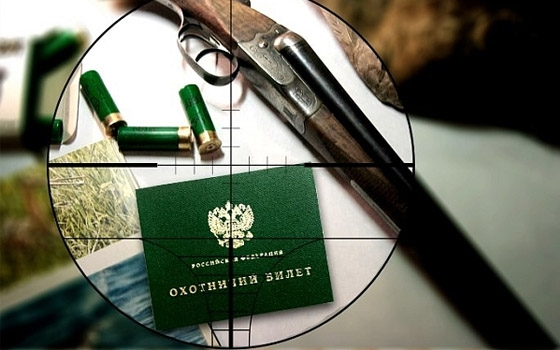 РОССИЙСКАЯ ФЕДЕРАЦИЯ
ОХОТНИЧИЙ БИЛЕТ